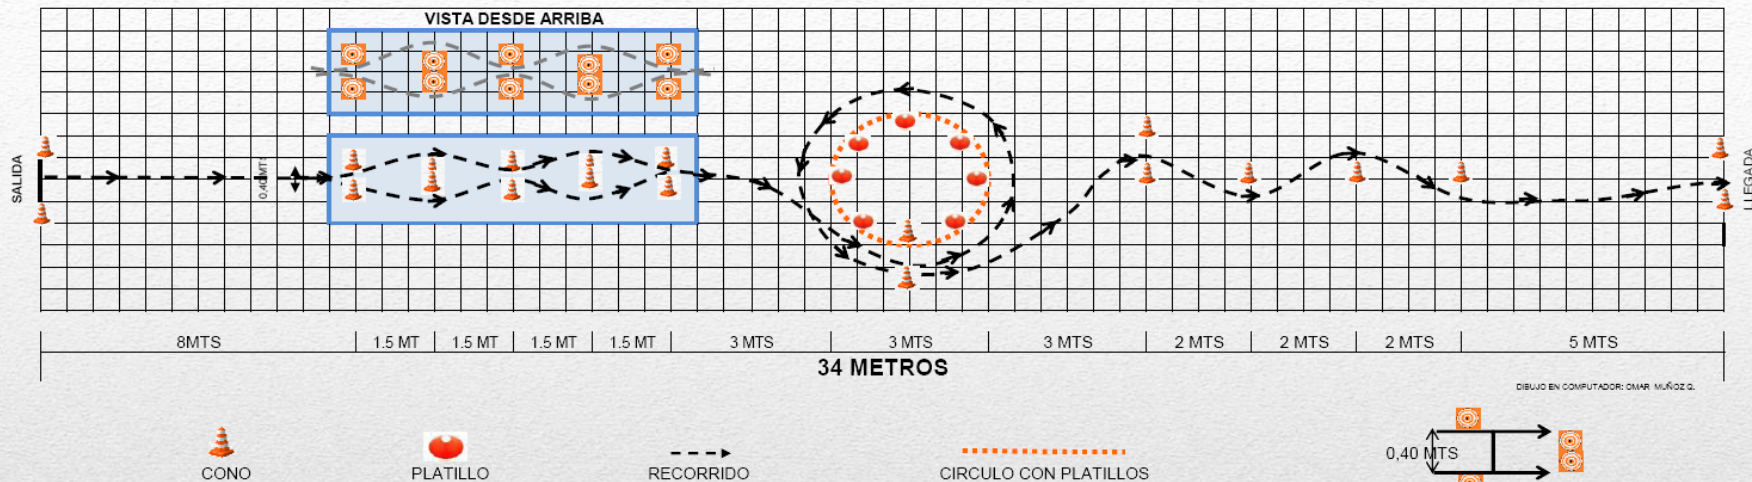 VISTA DESDE ARRIBA
SALIDA
0,40MTS
LLEGADA
8MTS
1.5 MT
1.5 MT
1.5 MT
1.5 MT
3 MTS
3 MTS
3 MTS
2 MTS
2 MTS
2 MTS
5 MTS
34 METROS
DIBUJO EN COMPUTADOR: OMAR MUÑOZ Q.
CONO
PLATILLO
RECORRIDO
CIRCULO CON PLATILLOS
0,40 MTS